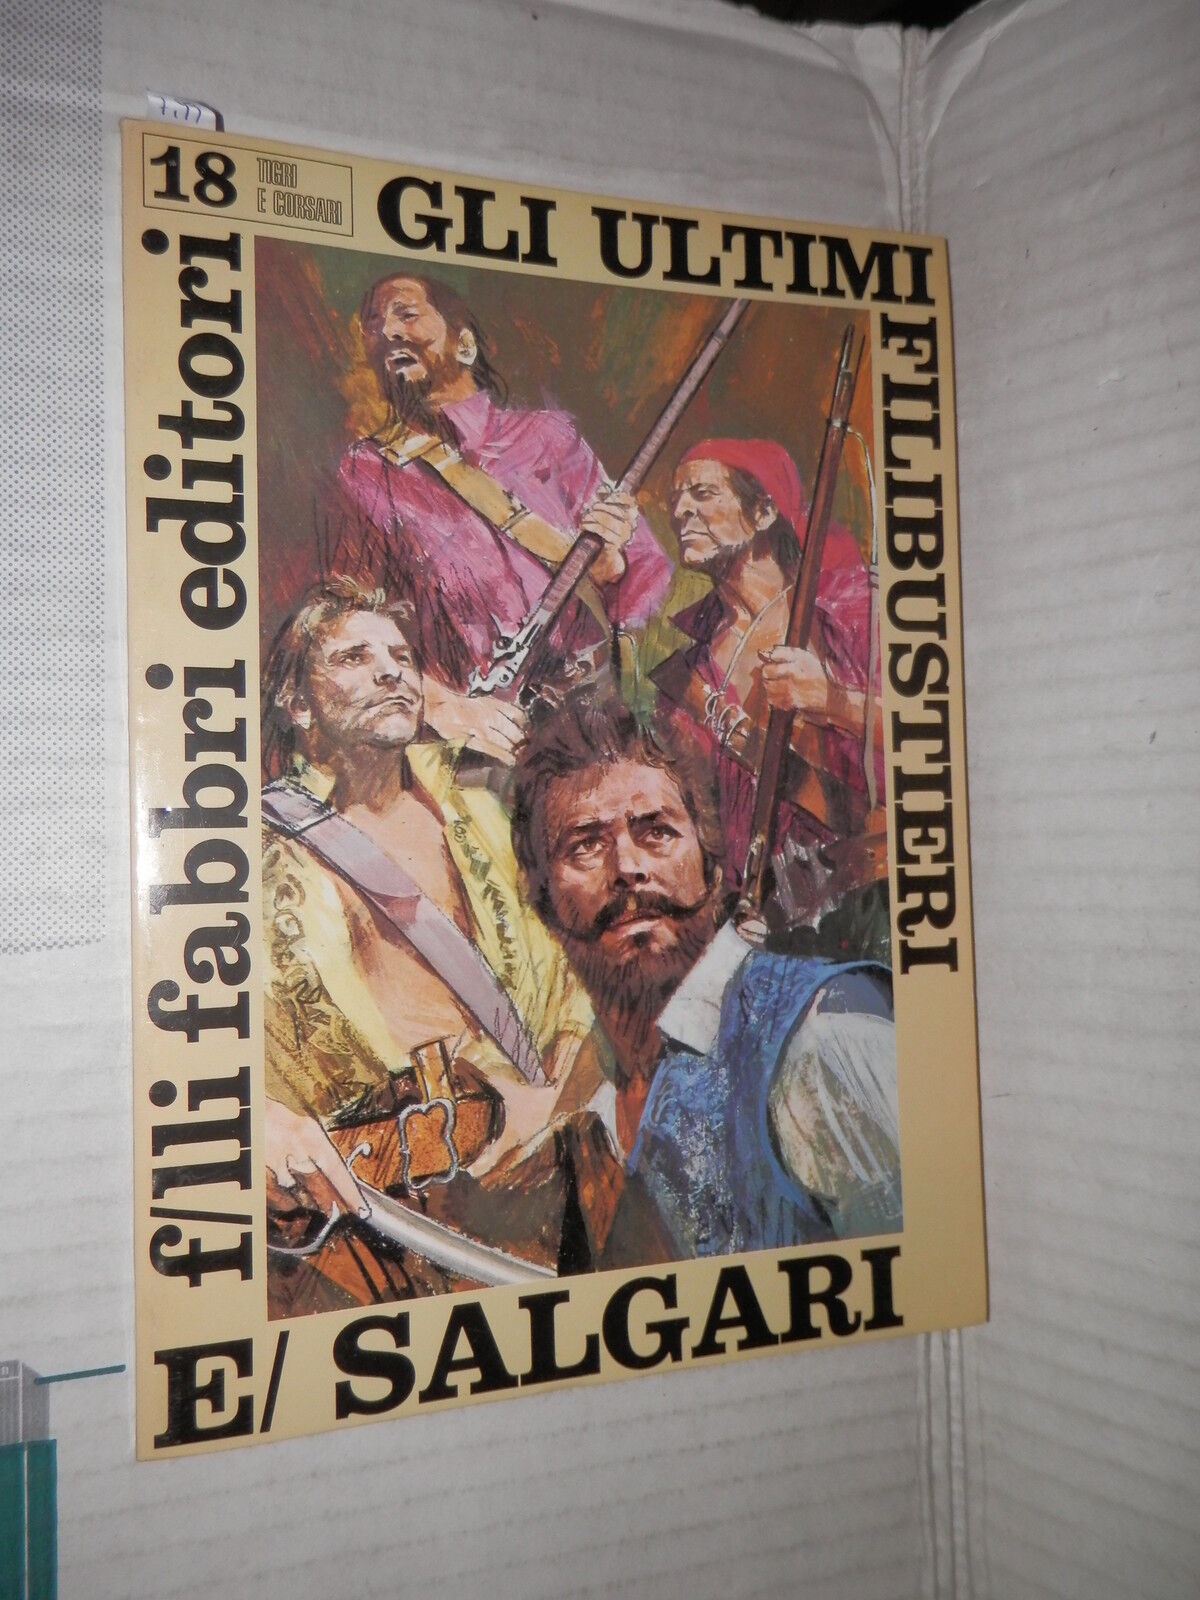 18
TIGRI
E CORSARI
GLI ULTIMI
FILIBUSTIERI
f/lli fabbri editori
E/ SALGARI